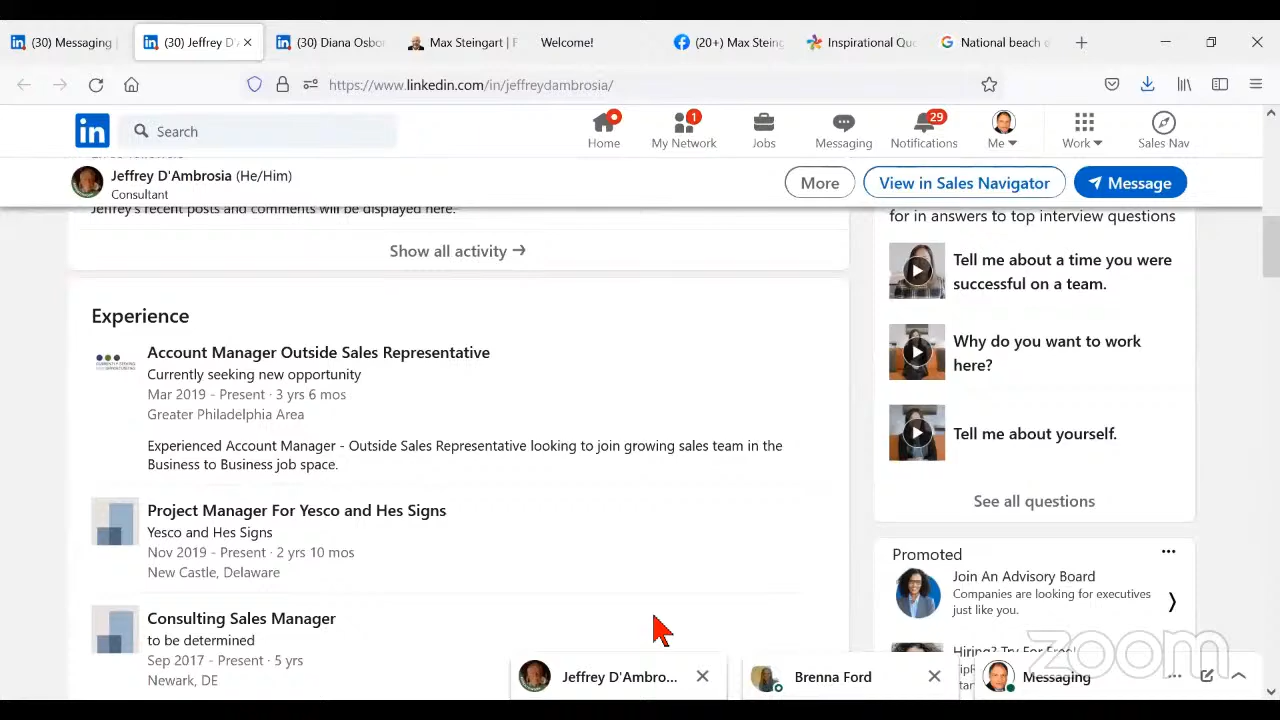 (30) Messaging
(30) Jeffrey D'
(30) Diana Osbor
Max Steingart | F
Welcome!
(20+) Max Steing
Inspirational Quo
National beach d
https://www.linkedin.com/in/jeffreydambrosia/
in
Search
Home
1
My Network
Jobs
Messaging
29
Notifications
Me
Work
Sales Nav
Jeffrey D'Ambrosia (He/Him)
Consultant
More
View in Sales Navigator
Message
Jeffrey's recent posts and comments will be displayed here.
Show all activity →
Experience
Account Manager Outside Sales Representative
Currently seeking new opportunity
Mar 2019 - Present · 3 yrs 6 mos
Greater Philadelphia Area
Experienced Account Manager - Outside Sales Representative looking to join growing sales team in the
Business to Business job space.
Project Manager For Yesco and Hes Signs
Yesco and Hes Signs
Nov 2019 - Present · 2 yrs 10 mos
New Castle, Delaware
Consulting Sales Manager
to be determined
Sep 2017 - Present · 5 yrs
Newark, DE
for in answers to top interview questions
Tell me about a time you were
successful on a team.
Why do you want to work
here?
Tell me about yourself.
See all questions
Promoted
Join An Advisory Board
Companies are looking for executives
just like you.
Hiring? Try For Free!
Jeffrey D'Ambro...
Brenna Ford
Messaging
zoom